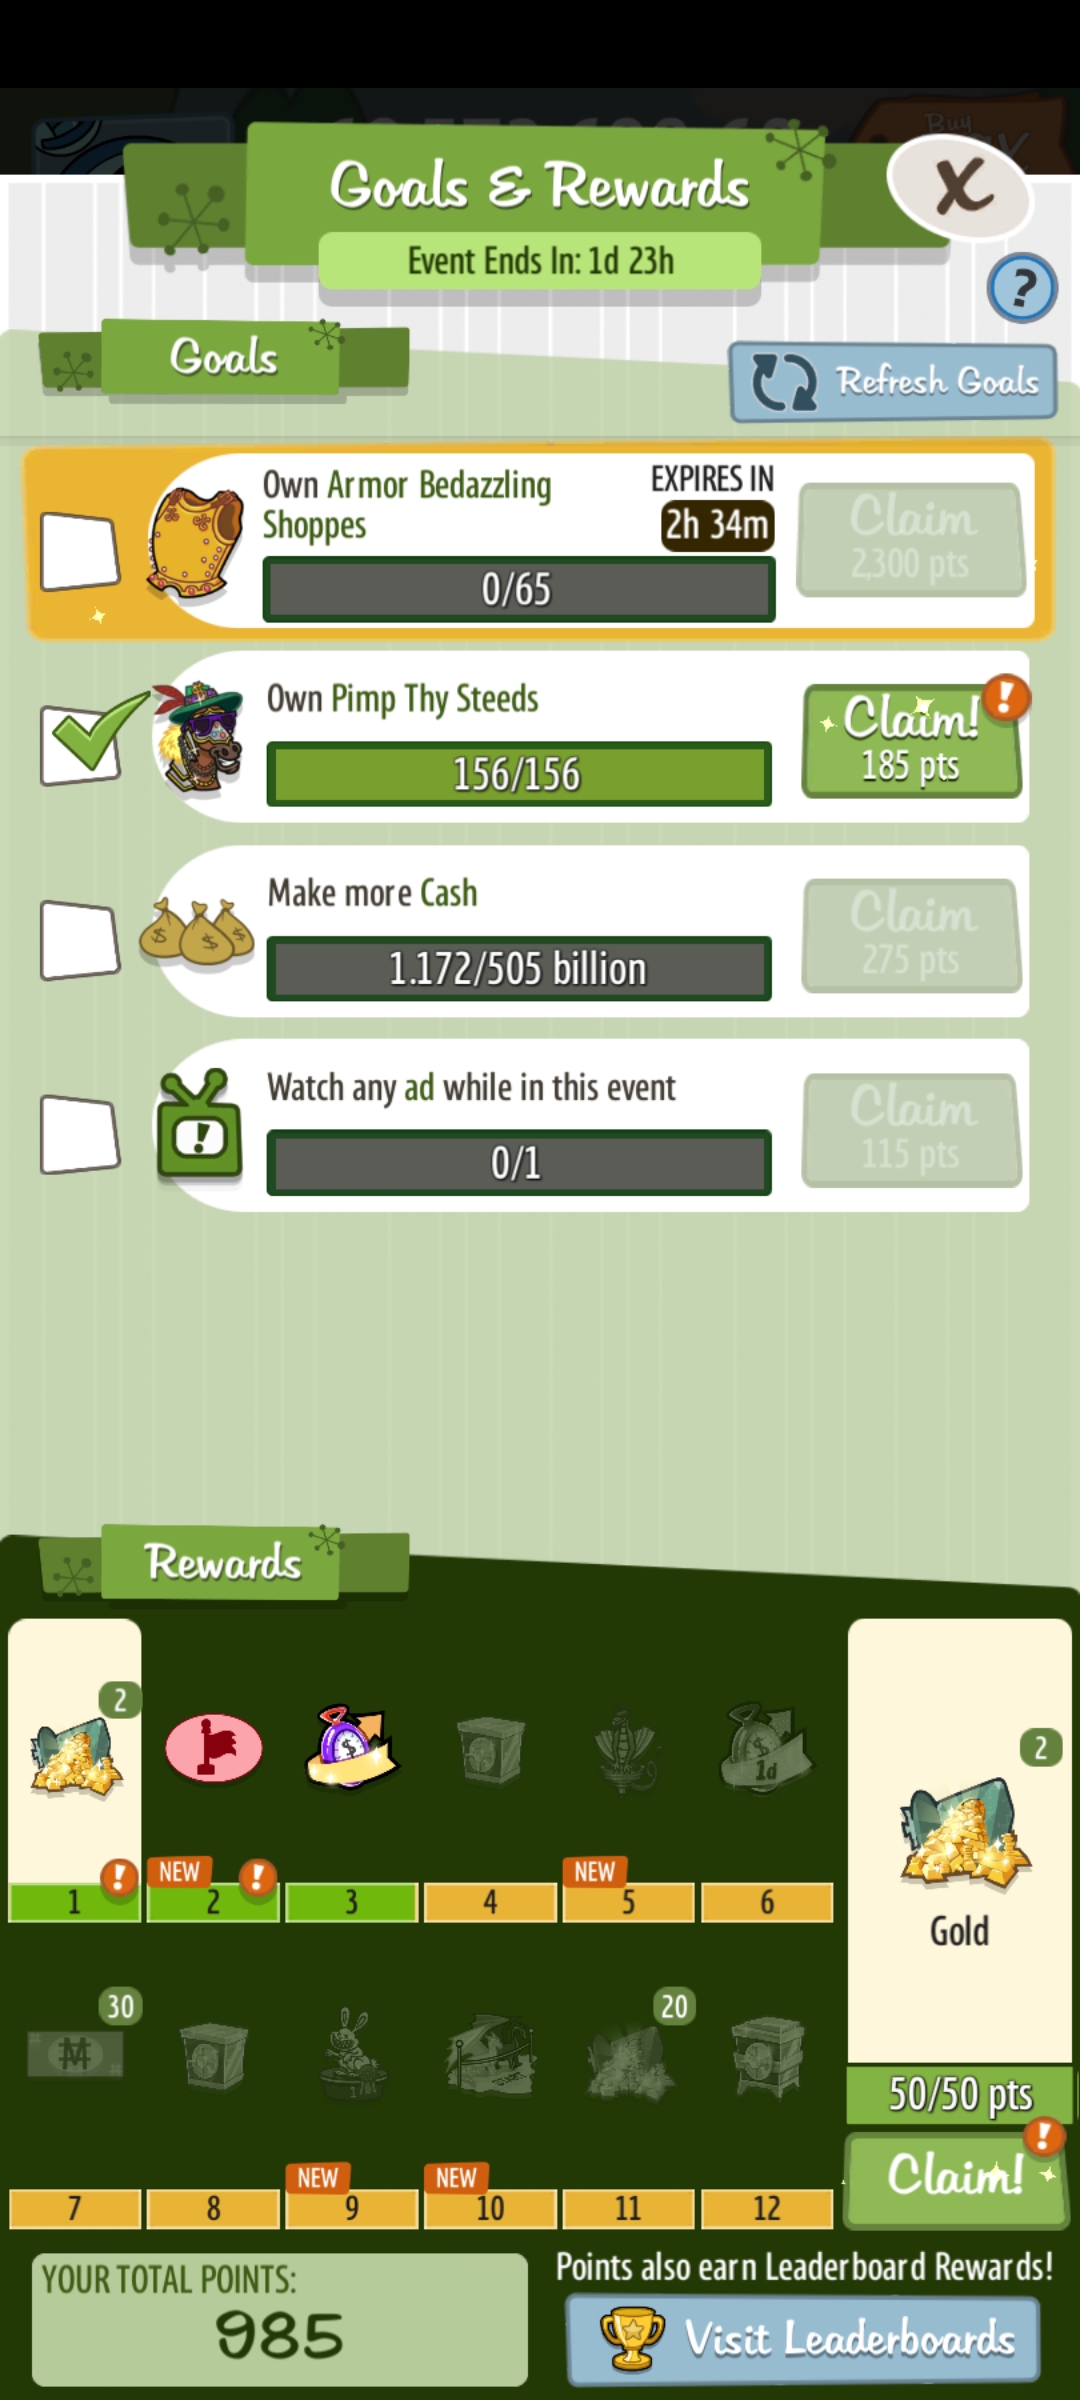 Buy
Goals & Rewards
X
Event Ends In: 1d 23h
?
Goals
Refresh Goals
Own Armor Bedazzling
Shoppes
EXPIRES IN
2h 34m
0/65
Claim
2,300 pts
Own Pimp Thy Steeds
156/156
Claim!
185 pts
!
Make more Cash
1.172/505 billion
Claim
275 pts
Watch any ad while in this event
0/1
Claim
115 pts
Rewards
2
1d
2
Gold
NEW
NEW
1
2
3
4
5
6
30
20
50/50 pts
Claim!
NEW
NEW
7
8
9
10
11
12
YOUR TOTAL POINTS:
985
Points also earn Leaderboard Rewards!
Visit Leaderboards